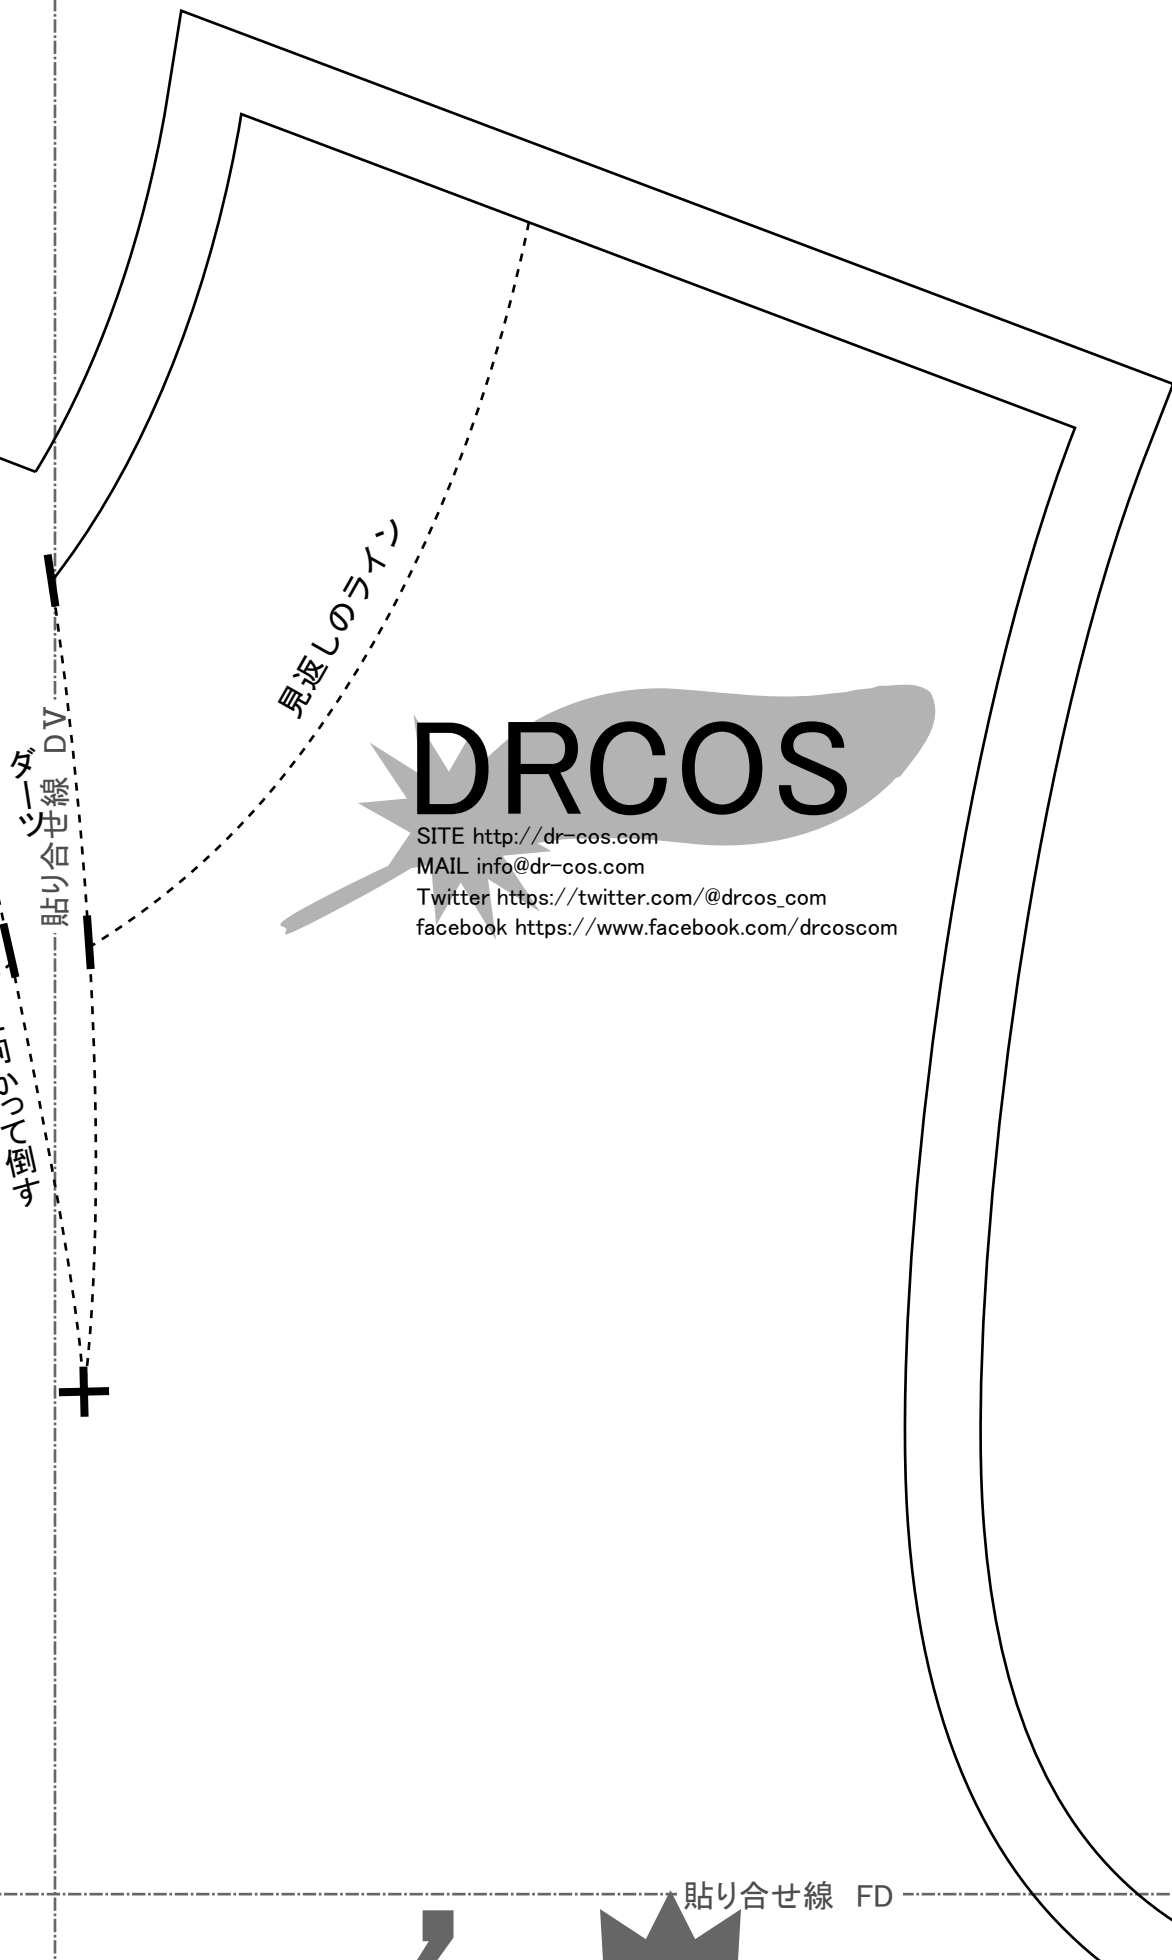 見返しのライン
DRCOS
SITE http://dr-cos.com
MAIL info@dr-cos.com
Twitter https://twitter.com/@drcos_com
facebook https://www.facebook.com/drcoscom
ダーツ
貼り合せ線 DV
向かって倒す
貼り合せ線 FD